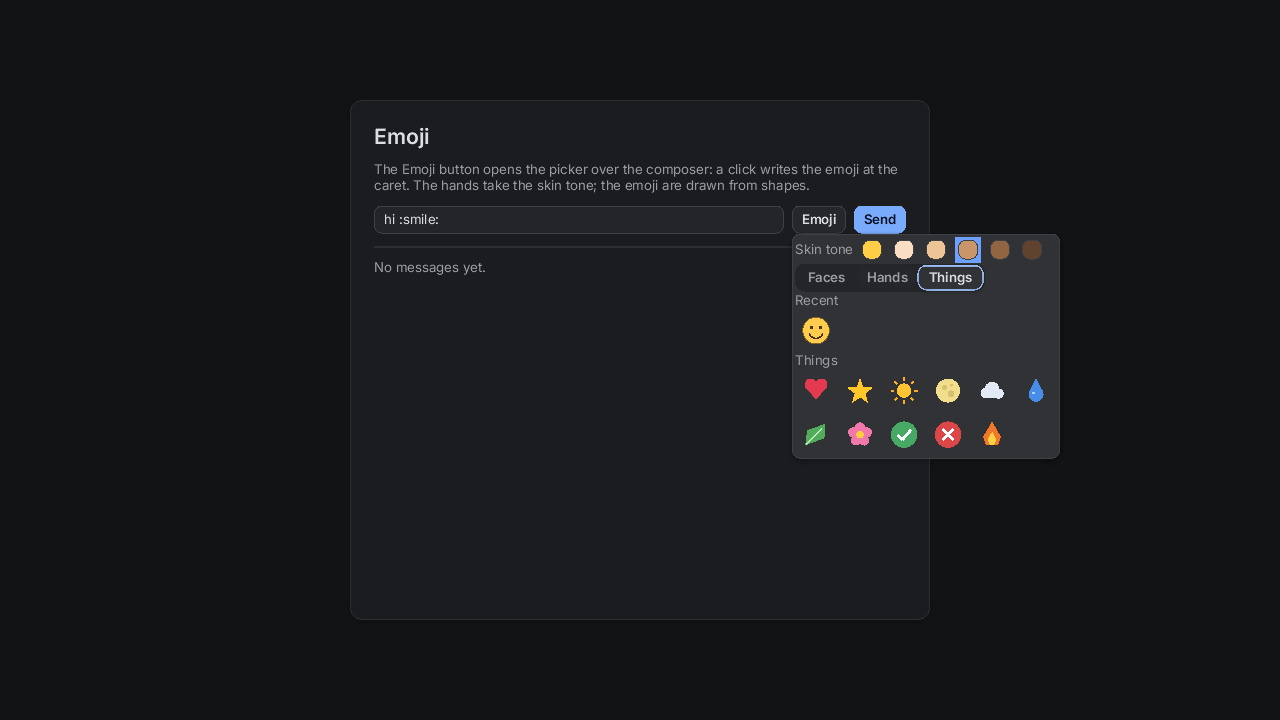 Emoji
The Emoji button opens the picker over the composer: a click writes the emoji at the
caret. The hands take the skin tone; the emoji are drawn from shapes.
hi :smile:
Emoji
Send
Skin tone
Faces
Hands
Things
No messages yet.
Recent
Things